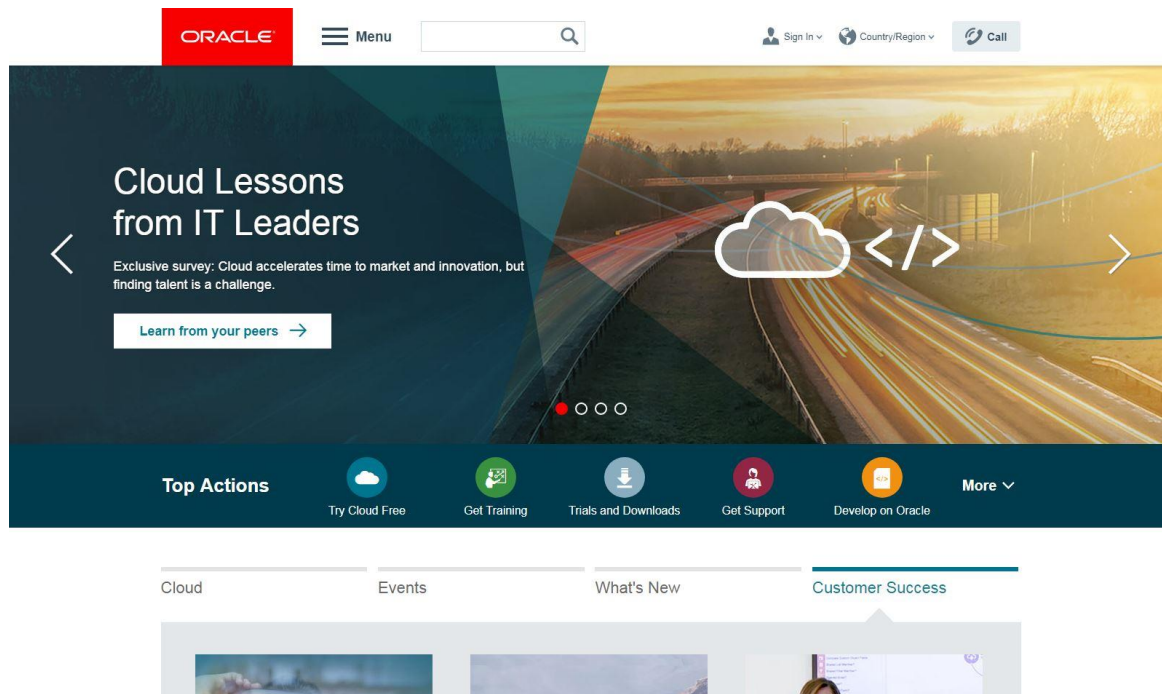 ORACLE
Menu
Sign In
Country/Region
Call
Cloud Lessons
from IT Leaders
Exclusive survey: Cloud accelerates time to market and innovation, but
finding talent is a challenge.
Learn from your peers
</>
Top Actions
Try Cloud Free
Get Training
Trials and Downloads
Get Support
Develop on Oracle
More
Cloud
Events
What's New
Customer Success